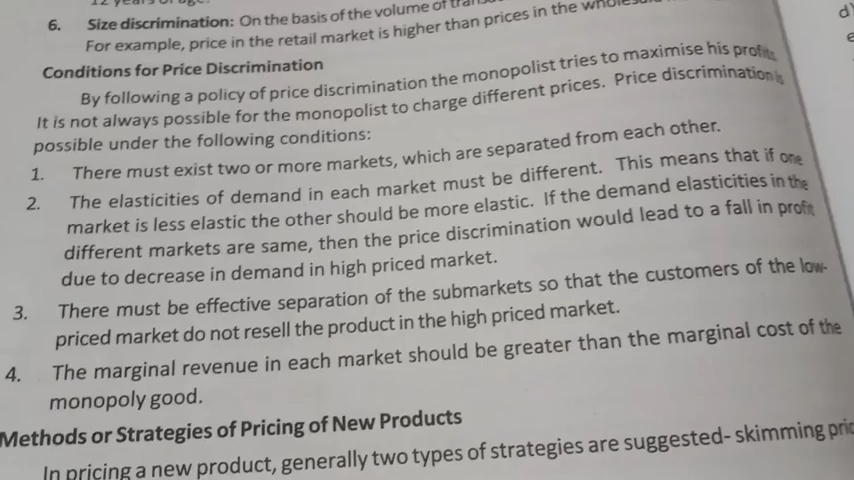 12 years of age.
6. Size discrimination: On the basis of the volume of
For example, price in the retail market is higher than prices in the
Conditions for Price Discrimination
By following a policy of price discrimination the monopolist tries to maximise his profits
It is not always possible for the monopolist to charge different prices. Price discrimination is
possible under the following conditions:
1. There must exist two or more markets, which are separated from each other.
2. The elasticities of demand in each market must be different. This means that if one
market is less elastic the other should be more elastic. If the demand elasticities in the
different markets are same, then the price discrimination would lead to a fall in profit
due to decrease in demand in high priced market.
3. There must be effective separation of the submarkets so that the customers of the low-
priced market do not resell the product in the high priced market.
4. The marginal revenue in each market should be greater than the marginal cost of the
monopoly good.
Methods or Strategies of Pricing of New Products
In pricing a new product, generally two types of strategies are suggested- skimming
d)